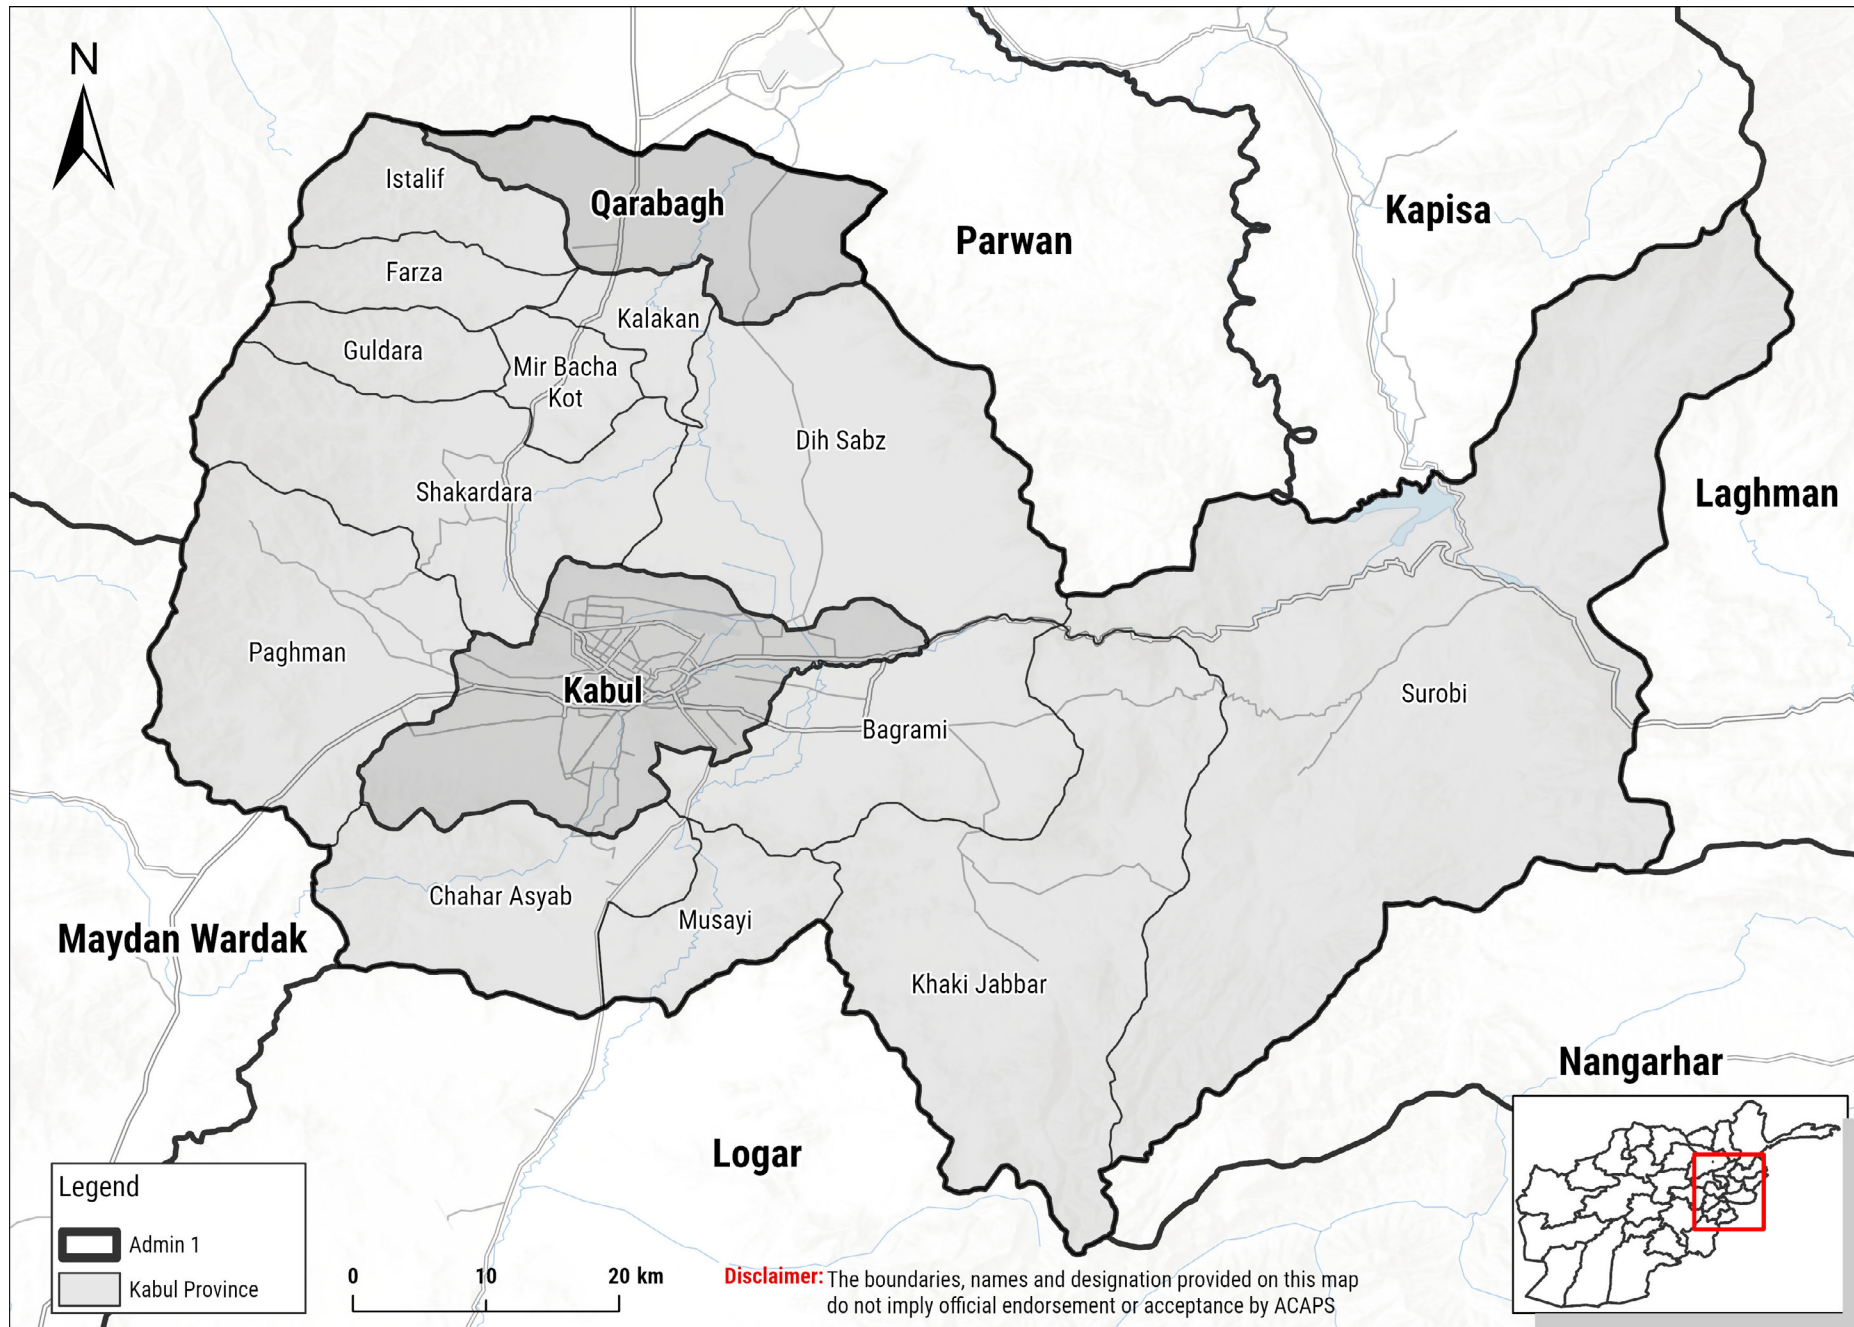 N
Istalif
Qarabagh
Kapisa
Parwan
Farza
Kalakan
Guldara
Mir Bacha
Kot
Dih Sabz
Shakardara
Laghman
Paghman
Kabul
Surobi
Bagrami
Chahar Asyab
Musayi
Maydan Wardak
Khaki Jabbar
Nangarhar
Logar
Legend
Admin 1
Kabul Province
0 10 20 km
Disclaimer: The boundaries, names and designation provided on this map
do not imply official endorsement or acceptance by ACAPS